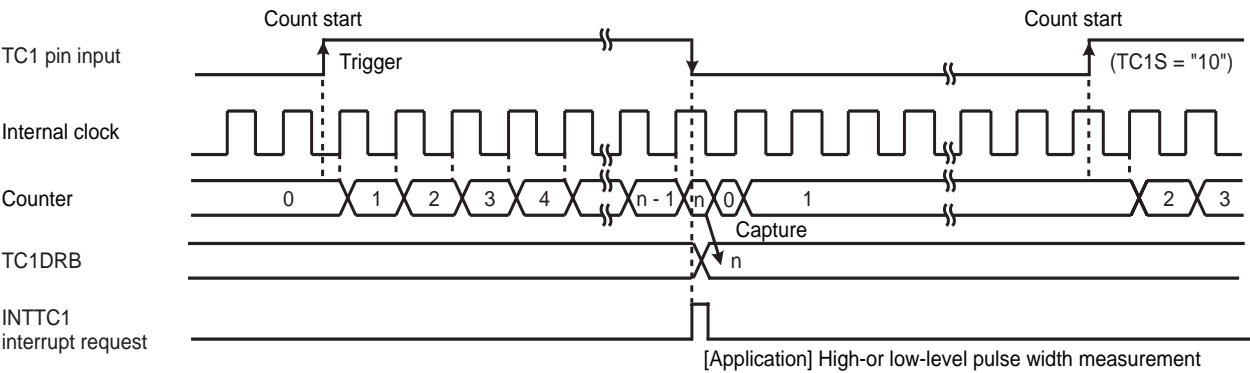 Count start
Count start
TC1 pin input
Trigger
(TC1S = "10")
Internal clock
Counter
0 1 2 3 4 n - 1 n 0 1 2 3
Capture
TC1DRB
n
INTTC1
interrupt request
[Application] High-or low-level pulse width measurement